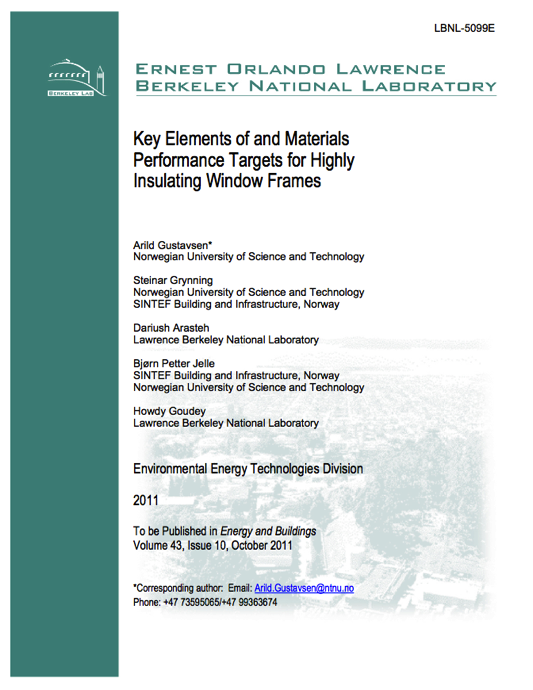 LBNL-5099E
BERKELEY LAB
ERNEST ORLANDO LAWRENCE
BERKELEY NATIONAL LABORATORY
Key Elements of and Materials
Performance Targets for Highly
Insulating Window Frames
Arild Gustavsen*
Norwegian University of Science and Technology
Steinar Grynning
Norwegian University of Science and Technology
SINTEF Building and Infrastructure, Norway
Dariush Arasteh
Lawrence Berkeley National Laboratory
Bjørn Petter Jelle
SINTEF Building and Infrastructure, Norway
Norwegian University of Science and Technology
Howdy Goudey
Lawrence Berkeley National Laboratory
Environmental Energy Technologies Division
2011
To be Published in Energy and Buildings
Volume 43, Issue 10, October 2011
*Corresponding author: Email: Arild.Gustavsen@ntnu.no
Phone: +47 73595065/+47 99363674